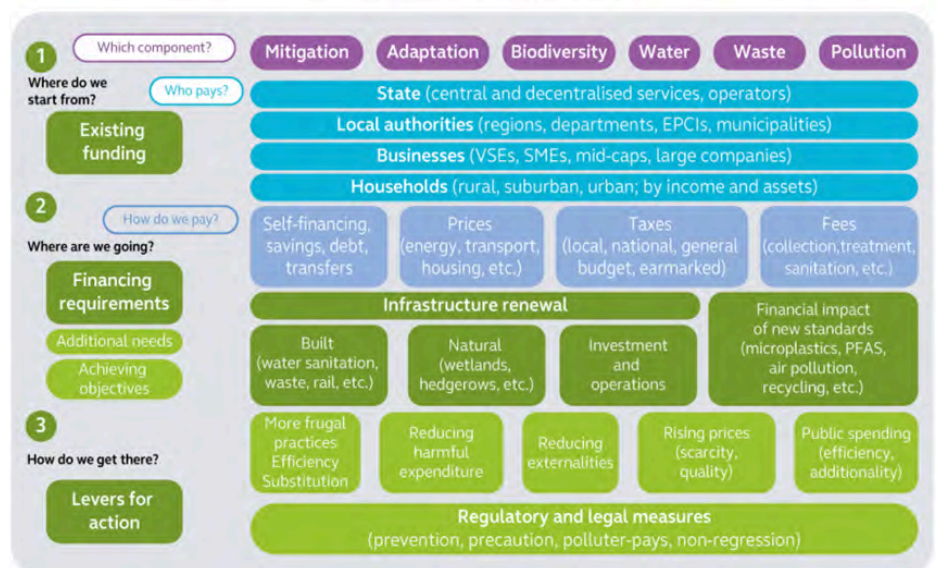 1
Which component?
Mitigation
Adaptation
Biodiversity
Water
Waste
Pollution
Where do we
start from?
Who pays?
Existing
funding
State (central and decentralised services, operators)
Local authorities (regions, departments, EPCIs, municipalities)
Businesses (VSEs, SMEs, mid-caps, large companies)
Households (rural, suburban, urban; by income and assets)
2
How do we pay?
Where are we going?
Financing
requirements
Additional needs
Achieving
objectives
Self-financing,
savings, debt,
transfers
Prices
(energy, transport,
housing, etc.)
Taxes
(local, national, general
budget, earmarked)
Fees
(collection,treatment,
sanitation, etc.)
Infrastructure renewal
Built
(water sanitation,
waste, rail, etc.)
Natural
(wetlands,
hedgerows, etc.)
Investment
and
operations
Financial impact
of new standards
(microplastics, PFAS,
air pollution,
recycling, etc.)
3
How do we get there?
Levers for
action
More frugal
practices
Efficiency
Substitution
Reducing
harmful
expenditure
Reducing
externalities
Rising prices
(scarcity,
quality)
Public spending
(efficiency,
additionality)
Regulatory and legal measures
(prevention, precaution, polluter-pays, non-regression)